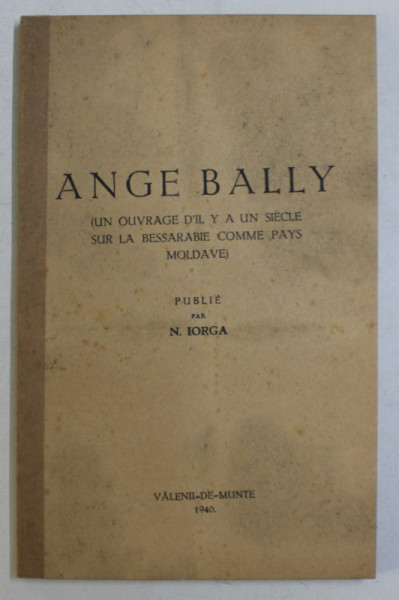 ANGE BALLY
(UN OUVRAGE D'IL Y A UN SIÈCLE
SUR LA BESSARABIE COMME PAYS
MOLDAVE)
PUBLIÉ
PAR
N. IORGA
VĂLENII-DE-MUNTE
1940.